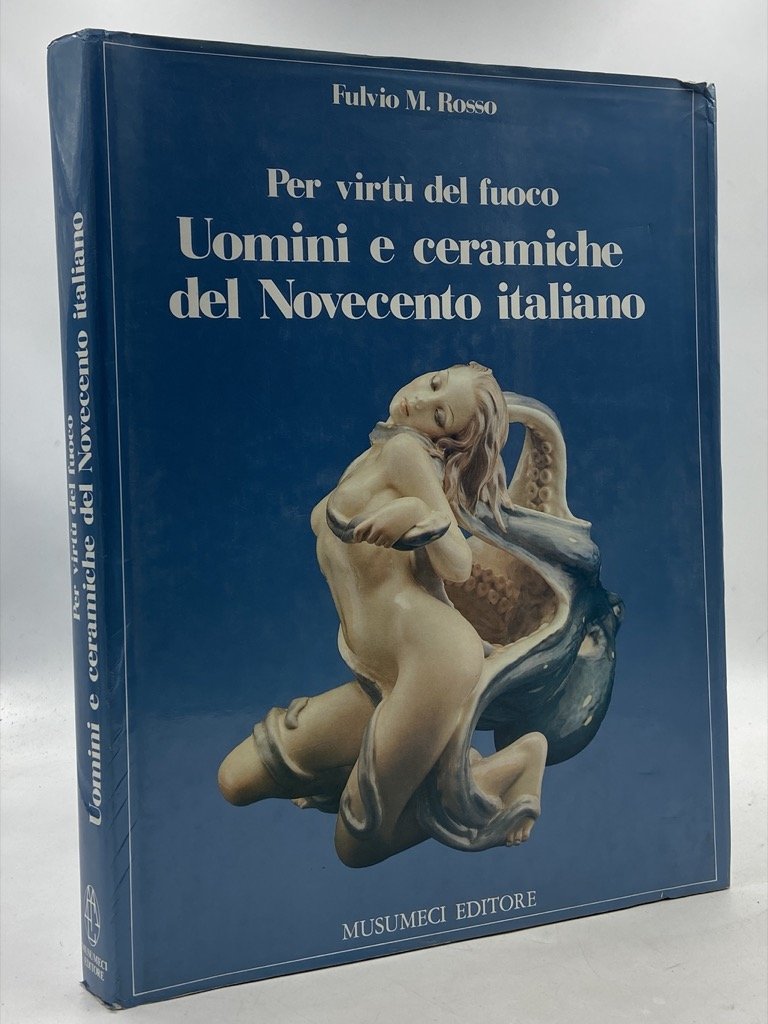 Fulvio M. Rosso
Per virtù del fuoco
Uomini e ceramiche
del Novecento italiano
MUSUMECI EDITORE
Per virtù del fuoco
Uomini e ceramiche del Novecento italiano
MUSUMECI
EDITORE